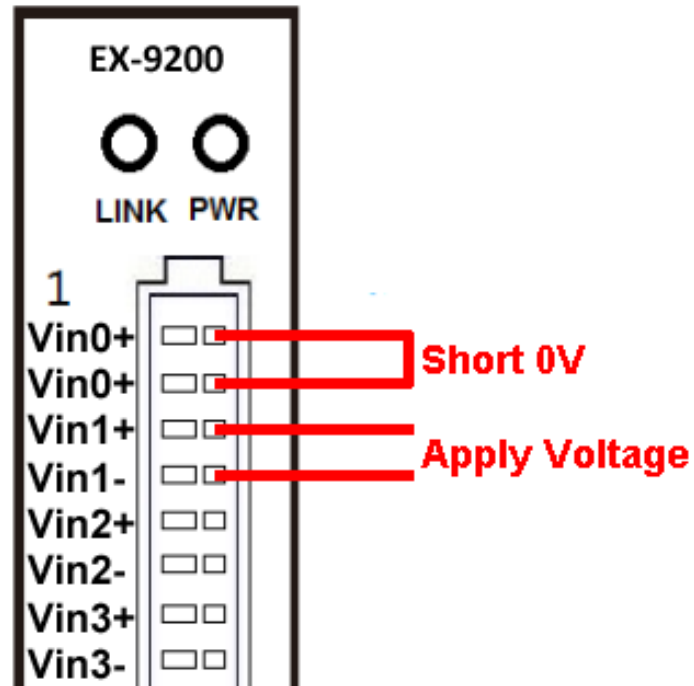 EX-9200
LINK PWR
1
Vin0+
Vin0+
Short 0V
Vin1+
Apply Voltage
Vin1-
Vin2+
Vin2-
Vin3+
Vin3-